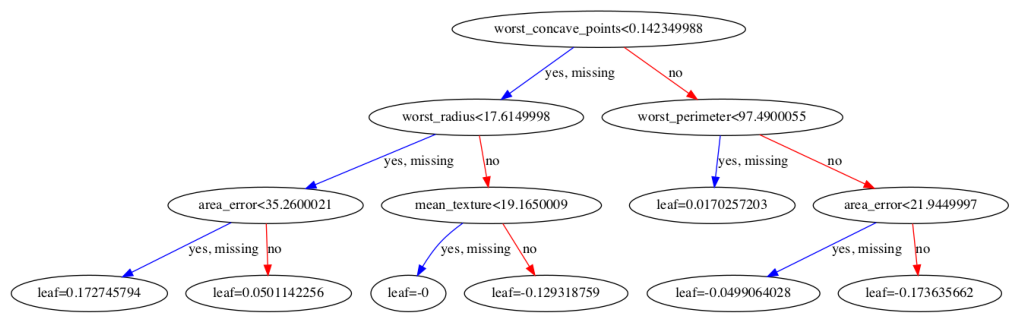 worst_concave_points<0.142349988
yes, missing
no
worst_radius<17.6149998
worst_perimeter<97.4900055
yes, missing
no
yes, missing
no
area_error<35.2600021
mean_texture<19.1650009
leaf=0.0170257203
area_error<21.9449997
yes, missing
no
yes, missing
no
yes, missing
no
leaf=0.172745794
leaf=0.0501142256
leaf=-0
leaf=-0.129318759
leaf=-0.0499064028
leaf=-0.173635662